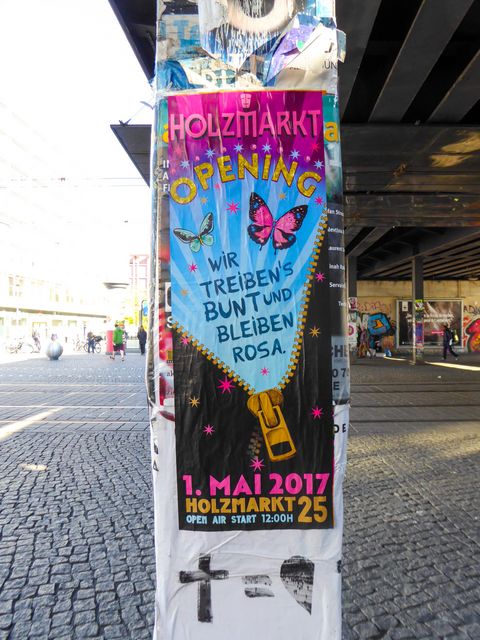 HOLZMARKT
OPENING
WIR
TREIBEN'S
BUNT UND
BLEIBEN
ROSA.
1. MAI 2017
HOLZMARKT 25
OPEN AIR START 12:00H